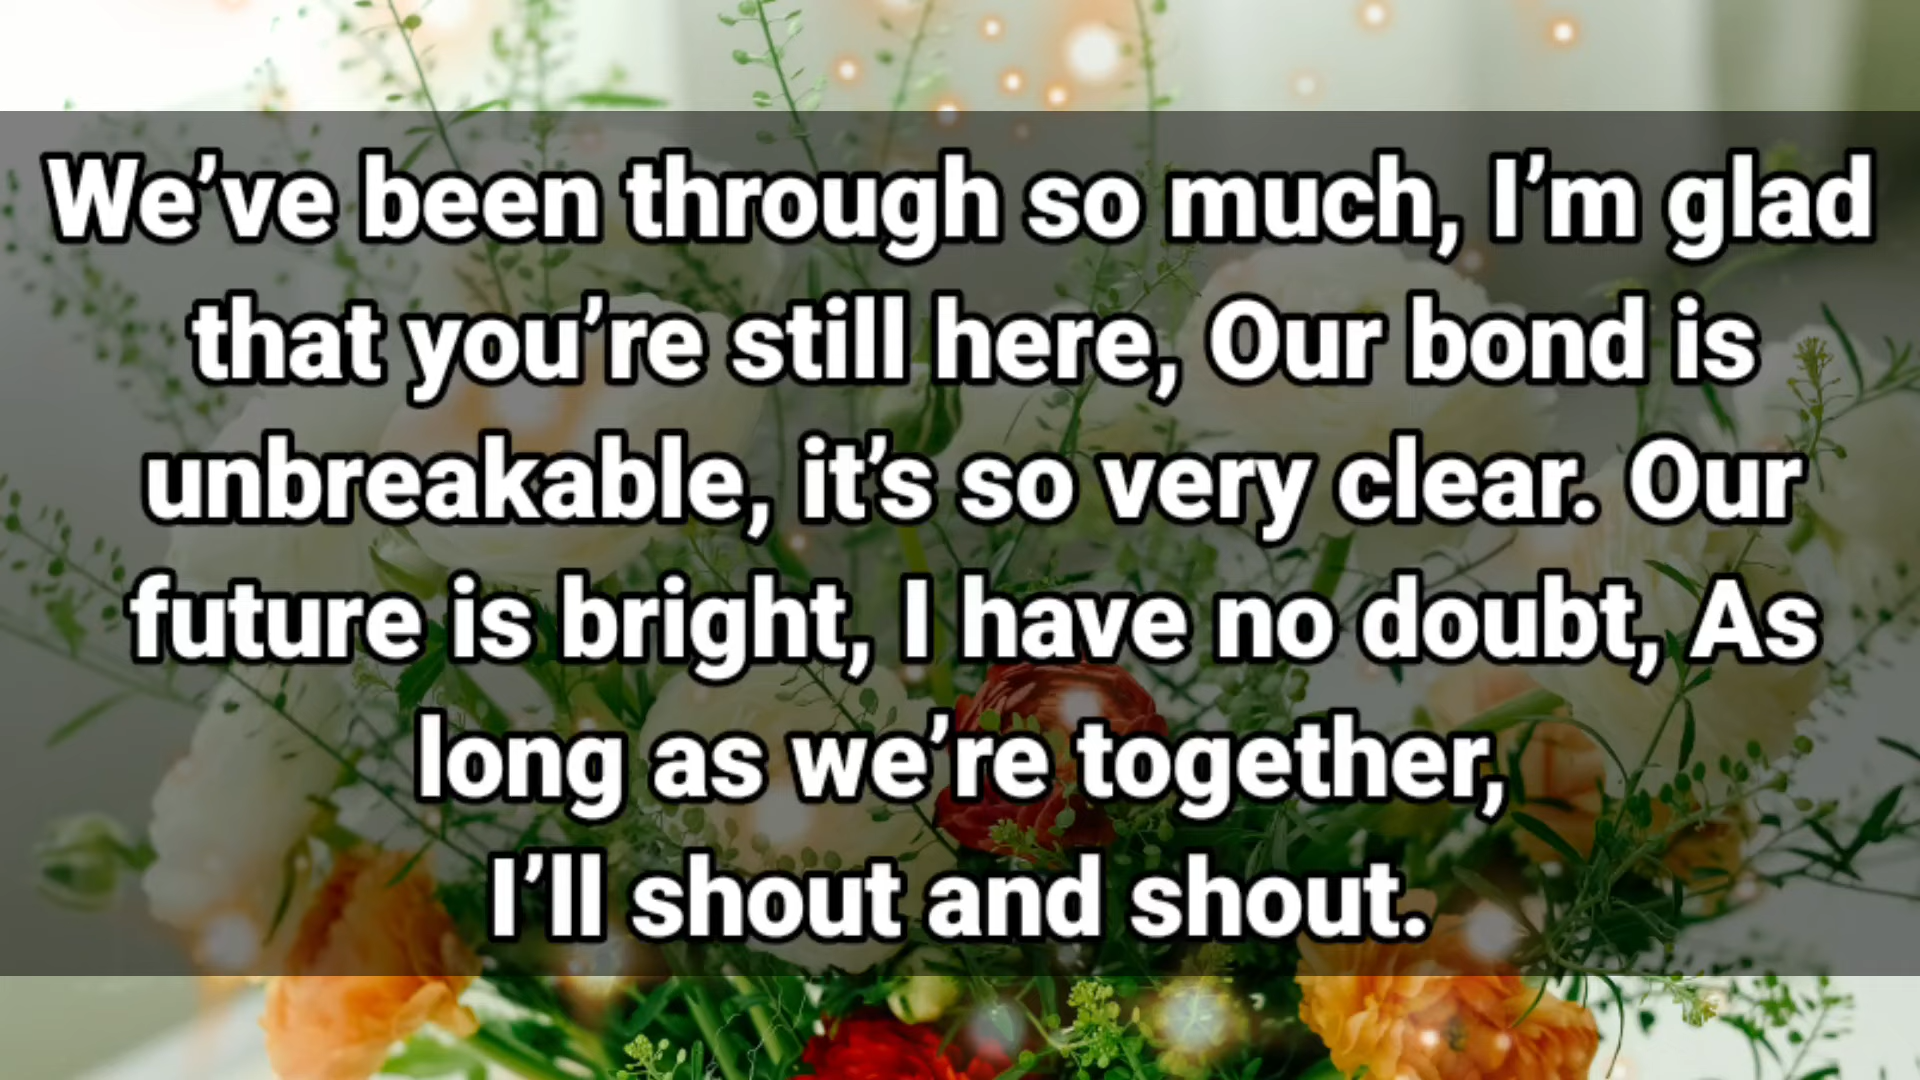 We’ve been through so much, I’m glad
that you’re still here, Our bond is
unbreakable, it’s so very clear. Our
future is bright, I have no doubt, As
long as we’re together,
I’ll shout and shout.